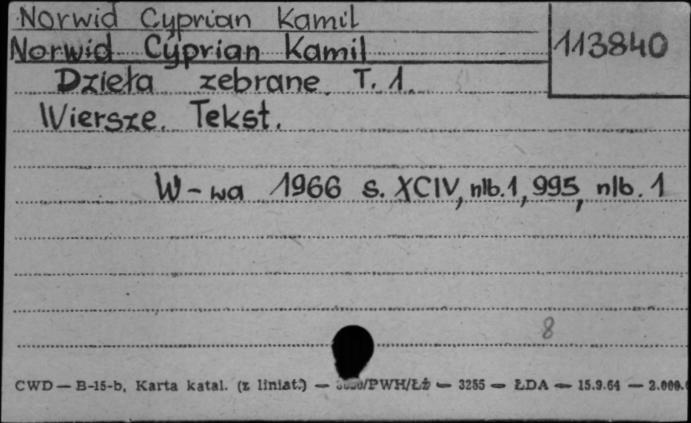 Norwid Cyprian Kamil
113840
Norwid Cyprian Kamil
Dzieła zebrane. T. 1.
Wiersze. Tekst.
W-wa 1966 s. XCIV, nlb. 1, 995, nlb. 1
8
CWD — B-15-b, Karta katal. (z liniat.) — /PWH/Łż — 3255 — ŁDA — 15.9.64 — 2.000.